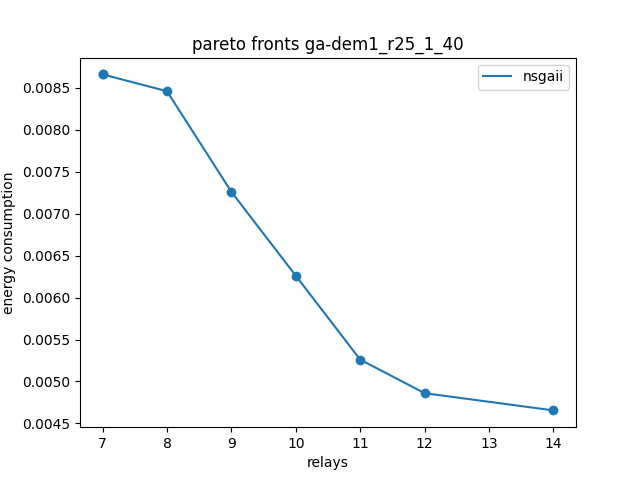 pareto fronts ga-dem1_r25_1_40
nsgaii
0.0085
0.0080
0.0075
0.0070
0.0065
0.0060
0.0055
0.0050
0.0045
energy consumption
7 8 9 10 11 12 13 14
relays